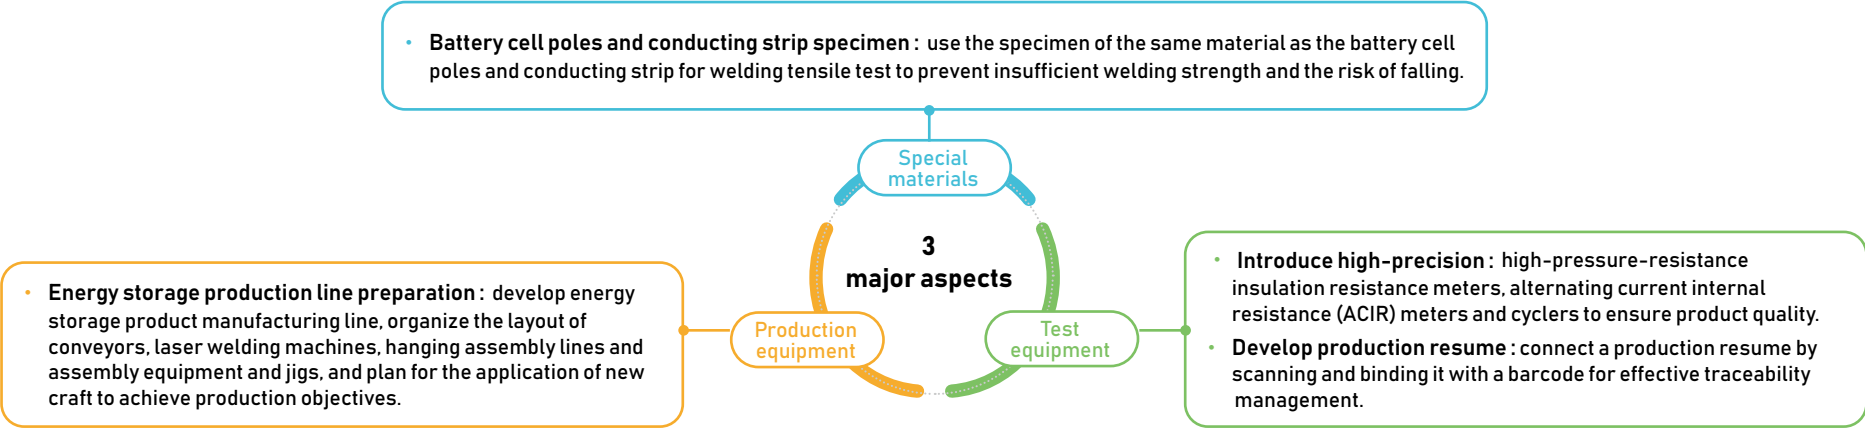 • Battery cell poles and conducting strip specimen : use the specimen of the same material as the battery cell
poles and conducting strip for welding tensile test to prevent insufficient welding strength and the risk of falling.
Special
materials
3
major aspects
• Energy storage production line preparation : develop energy
storage product manufacturing line, organize the layout of
conveyors, laser welding machines, hanging assembly lines and
assembly equipment and jigs, and plan for the application of new
craft to achieve production objectives.
Production
equipment
Test
equipment
• Introduce high-precision : high-pressure-resistance
insulation resistance meters, alternating current internal
resistance (ACIR) meters and cyclers to ensure product quality.
• Develop production resume : connect a production resume by
scanning and binding it with a barcode for effective traceability
management.